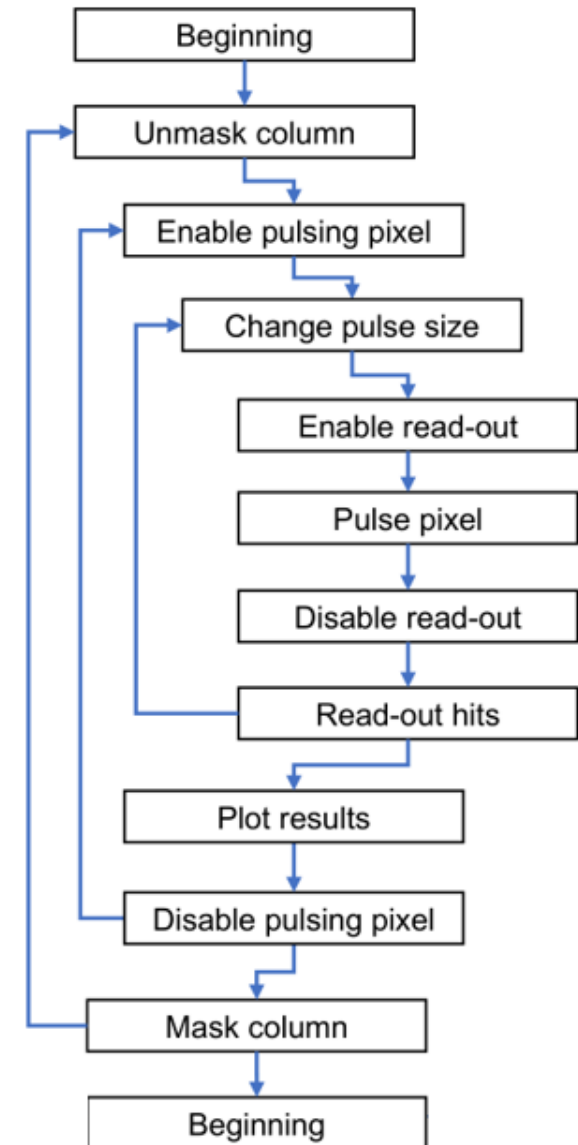 Beginning
Unmask column
Enable pulsing pixel
Change pulse size
Enable read-out
Pulse pixel
Disable read-out
Read-out hits
Plot results
Disable pulsing pixel
Mask column
Beginning